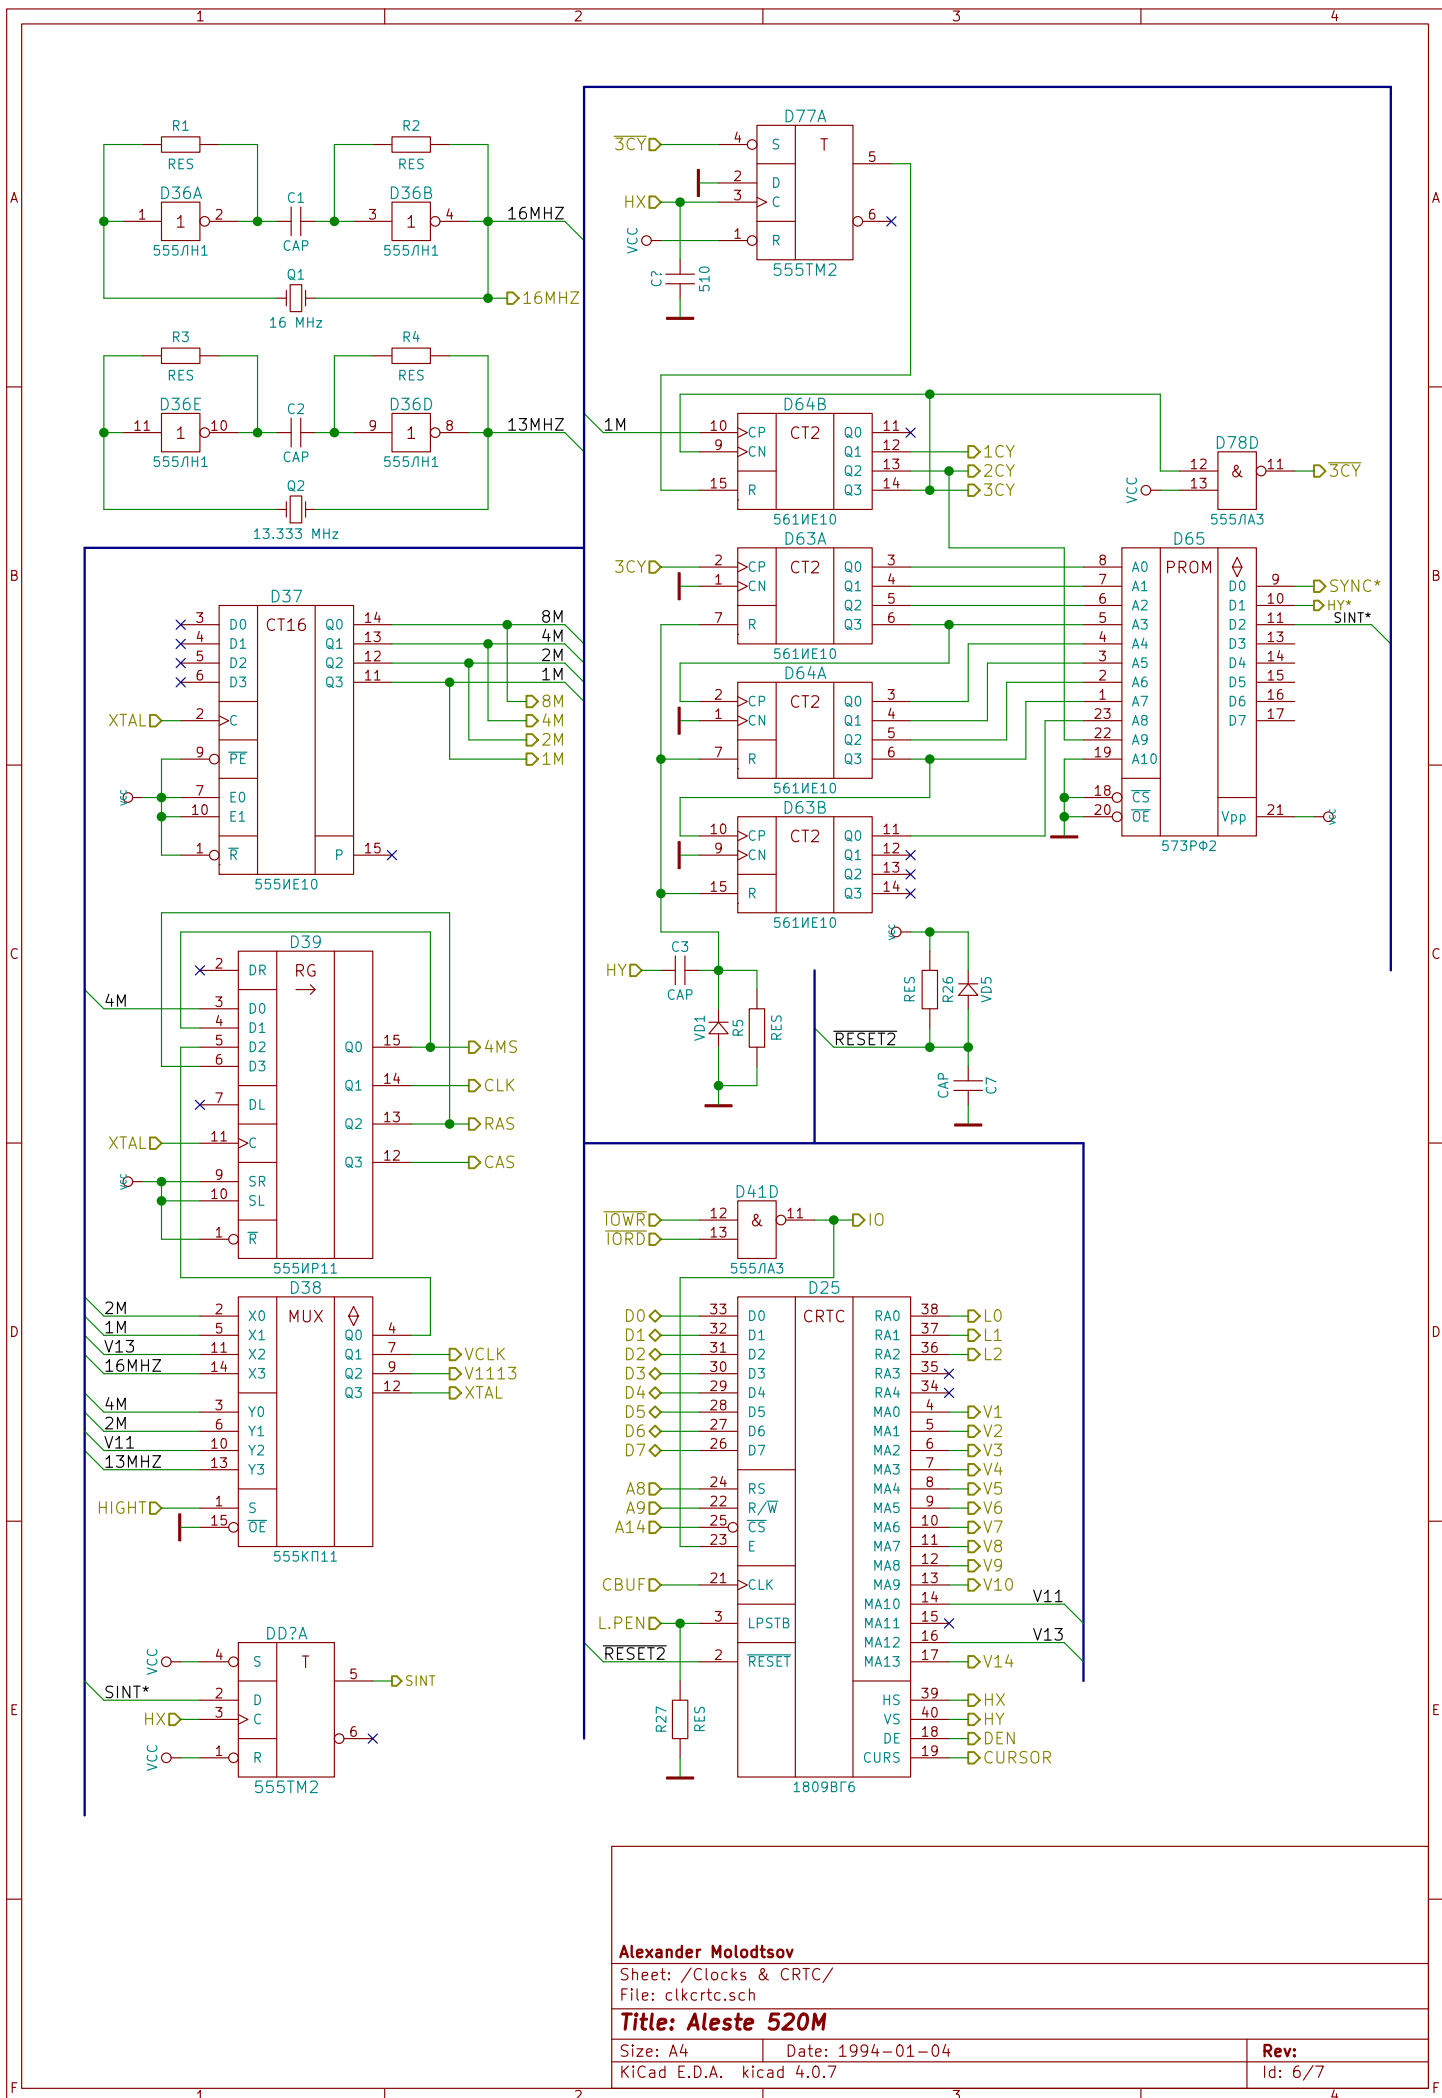 1 2 3 4
A
B
C
D
E
F
R1
RES
D36A
1 1 2
555ЛН1
C1
CAP
R2
RES
D36B
3 1 4
555ЛН1
16MHZ
Q1
16 MHz
16MHZ
R3
RES
D36E
11 1 10
555ЛН1
C2
CAP
R4
RES
D36D
9 1 8
555ЛН1
13MHZ
Q2
13.333 MHz
D37
CT16
3 D0 Q0 14 8M
4 D1 Q1 13 4M
5 D2 Q2 12 2M
6 D3 Q3 11 1M
8M
XTAL 2 C 4M
2M
9 PE 1M
VCC 7 E0
10 E1
1 R P 15
555ИЕ10
D39
RG
2 DR
4M 3 D0
4 D1
5 D2 Q0 15 4MS
6 D3
Q1 14 CLK
7 DL
Q2 13 RAS
XTAL 11 C
Q3 12 CAS
VCC 9 SR
10 SL
1 R
555ИР11
D38
MUX
2M 2 X0
1M 5 X1 Q0 4
V13 11 X2 Q1 7 VCLK
16MHZ 14 X3 Q2 9 V1113
Q3 12 XTAL
4M 3 Y0
2M 6 Y1
V11 10 Y2
13MHZ 13 Y3
HIGHT 1 S
15 OE
555КП11
DD?A
VCC 4 S T
5 SINT
SINT* 2 D
HX 3 C
6
VCC 1 R
555ТМ2
D77A
3CY 4 S T
5
2 D
HX 3 C
6
VCC 1 R
555ТМ2
C?
510
D64B
1M 10 CP CT2 Q0 11
9 CN Q1 12 1CY
Q2 13 2CY
15 R Q3 14 3CY
561ИЕ10
D78D
12 & 11 3CY
VCC 13
555ЛА3
D63A
3CY 2 CP CT2 Q0 3
1 CN Q1 4
Q2 5
7 R Q3 6
561ИЕ10
D64A
2 CP CT2 Q0 3
1 CN Q1 4
Q2 5
7 R Q3 6
561ИЕ10
D63B
10 CP CT2 Q0 11
9 CN Q1 12
Q2 13
15 R Q3 14
561ИЕ10
D65
PROM
8 A0
7 A1 D0 9 SYNC*
6 A2 D1 10 HY*
5 A3 D2 11 SINT*
4 A4 D3 13
3 A5 D4 14
2 A6 D5 15
1 A7 D6 16
23 A8 D7 17
22 A9
19 A10
18 CS
20 OE Vpp 21 VCC
573РФ2
HY
C3
CAP
VD1
R5
RES
VCC
RES
R26
VD5
RESET2
CAP
C7
D41D
IOWR 12 & 11 IO
IORD 13
555ЛА3
D25
CRTC
D0 33 D0 RA0 38 L0
D1 32 D1 RA1 37 L1
D2 31 D2 RA2 36 L2
D3 30 D3 RA3 35
D4 29 D4 RA4 34
D5 28 D5 MA0 4 V1
D6 27 D6 MA1 5 V2
D7 26 D7 MA2 6 V3
MA3 7 V4
A8 24 RS MA4 8 V5
A9 22 R/W MA5 9 V6
A14 25 CS MA6 10 V7
23 E MA7 11 V8
MA8 12 V9
CBUF 21 CLK MA9 13 V10
MA10 14 V11
L.PEN 3 LPSTB MA11 15
MA12 16 V13
RESET2 2 RESET MA13 17 V14
HS 39 HX
VS 40 HY
DE 18 DEN
CURS 19 CURSOR
R27
RES
1809ВГ6
Alexander Molodtsov
Sheet: /Clocks & CRTC/
File: clkcrtc.sch
Title: Aleste 520M
Size: A4 Date: 1994-01-04 Rev:
KiCad E.D.A. kicad 4.0.7 Id: 6/7
1 2 3 4
A
B
C
D
E
F